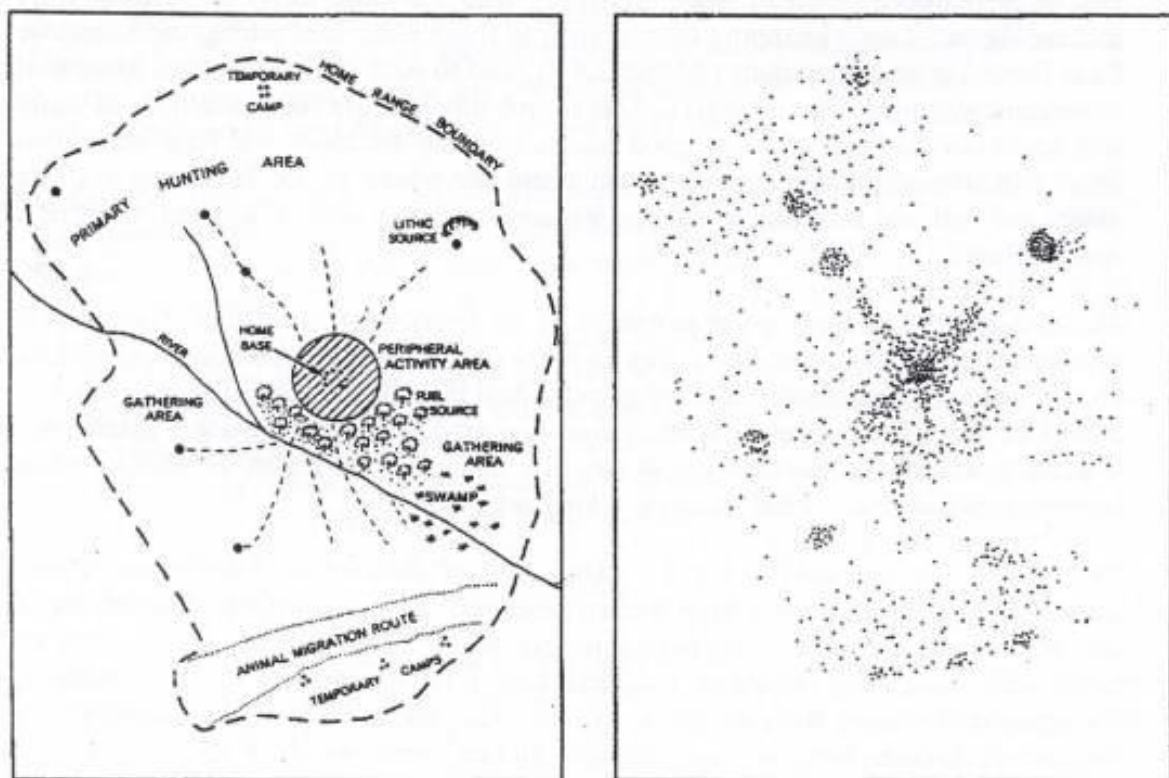 TEMPORARY
CAMP
HOME RANGE BOUNDARY
PRIMARY HUNTING AREA
LITHIC
SOURCE
HOME
BASE
RIVER
PERIPHERAL
ACTIVITY AREA
FUEL
SOURCE
GATHERING
AREA
GATHERING
AREA
SWAMP
ANIMAL MIGRATION ROUTE
TEMPORARY CAMPS